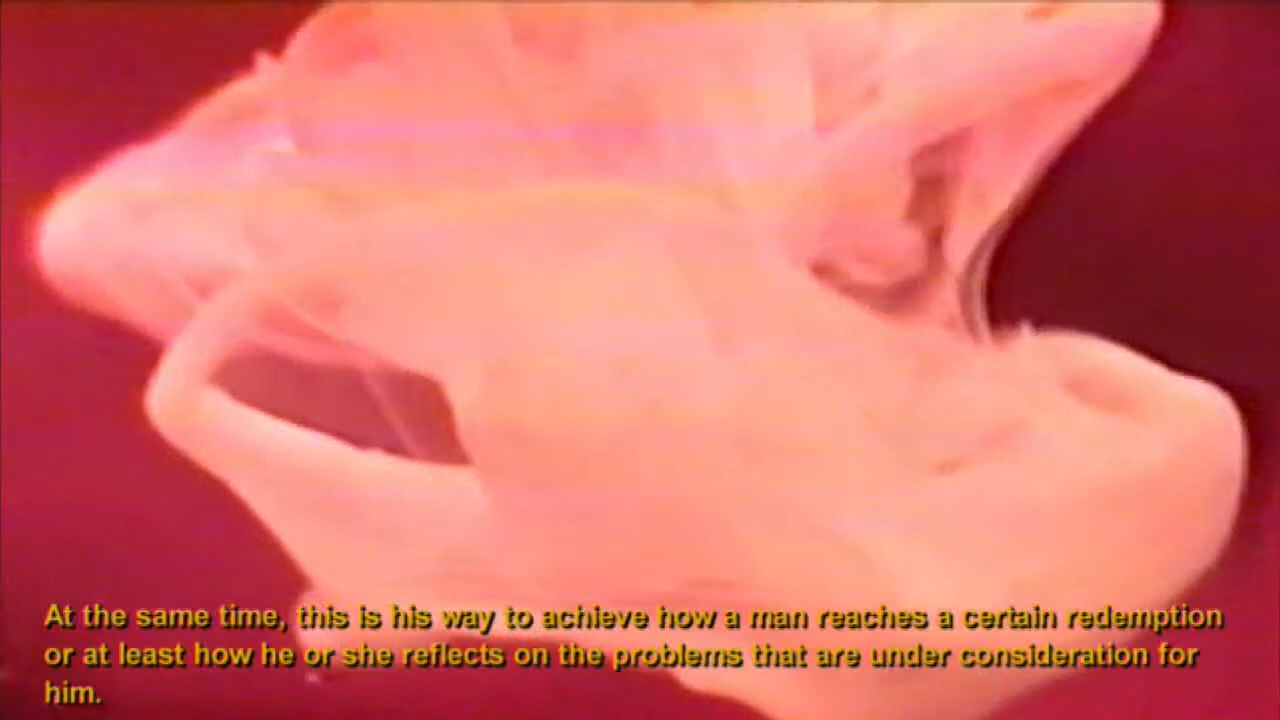 At the same time, this is his way to achieve how a man reaches a certain redemption
or at least how he or she reflects on the problems that are under consideration for
him.